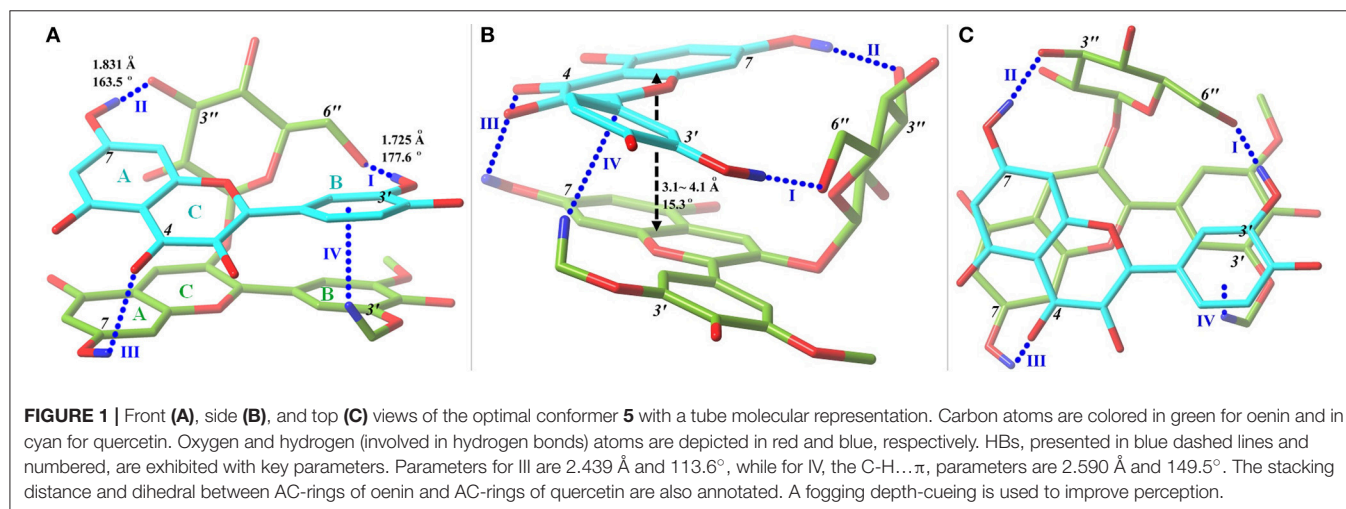 A
1.831 Å
163.5 °
II
3''
6''
1.725 Å
177.6 °
I
7
A
B
3'
C
4
IV
B
C
3'
7
A
III
B
II
4
7
6''
3''
III
3'
IV
I
7
3.1~ 4.1 Å
15.3°
3'
C
3''
II
6''
I
7
3'
3'
7
4
IV
III
FIGURE 1 | Front (A), side (B), and top (C) views of the optimal conformer 5 with a tube molecular representation. Carbon atoms are colored in green for oenin and in
cyan for quercetin. Oxygen and hydrogen (involved in hydrogen bonds) atoms are depicted in red and blue, respectively. HBs, presented in blue dashed lines and
numbered, are exhibited with key parameters. Parameters for III are 2.439 Å and 113.6°, while for IV, the C-H…π, parameters are 2.590 Å and 149.5°. The stacking
distance and dihedral between AC-rings of oenin and AC-rings of quercetin are also annotated. A fogging depth-cueing is used to improve perception.